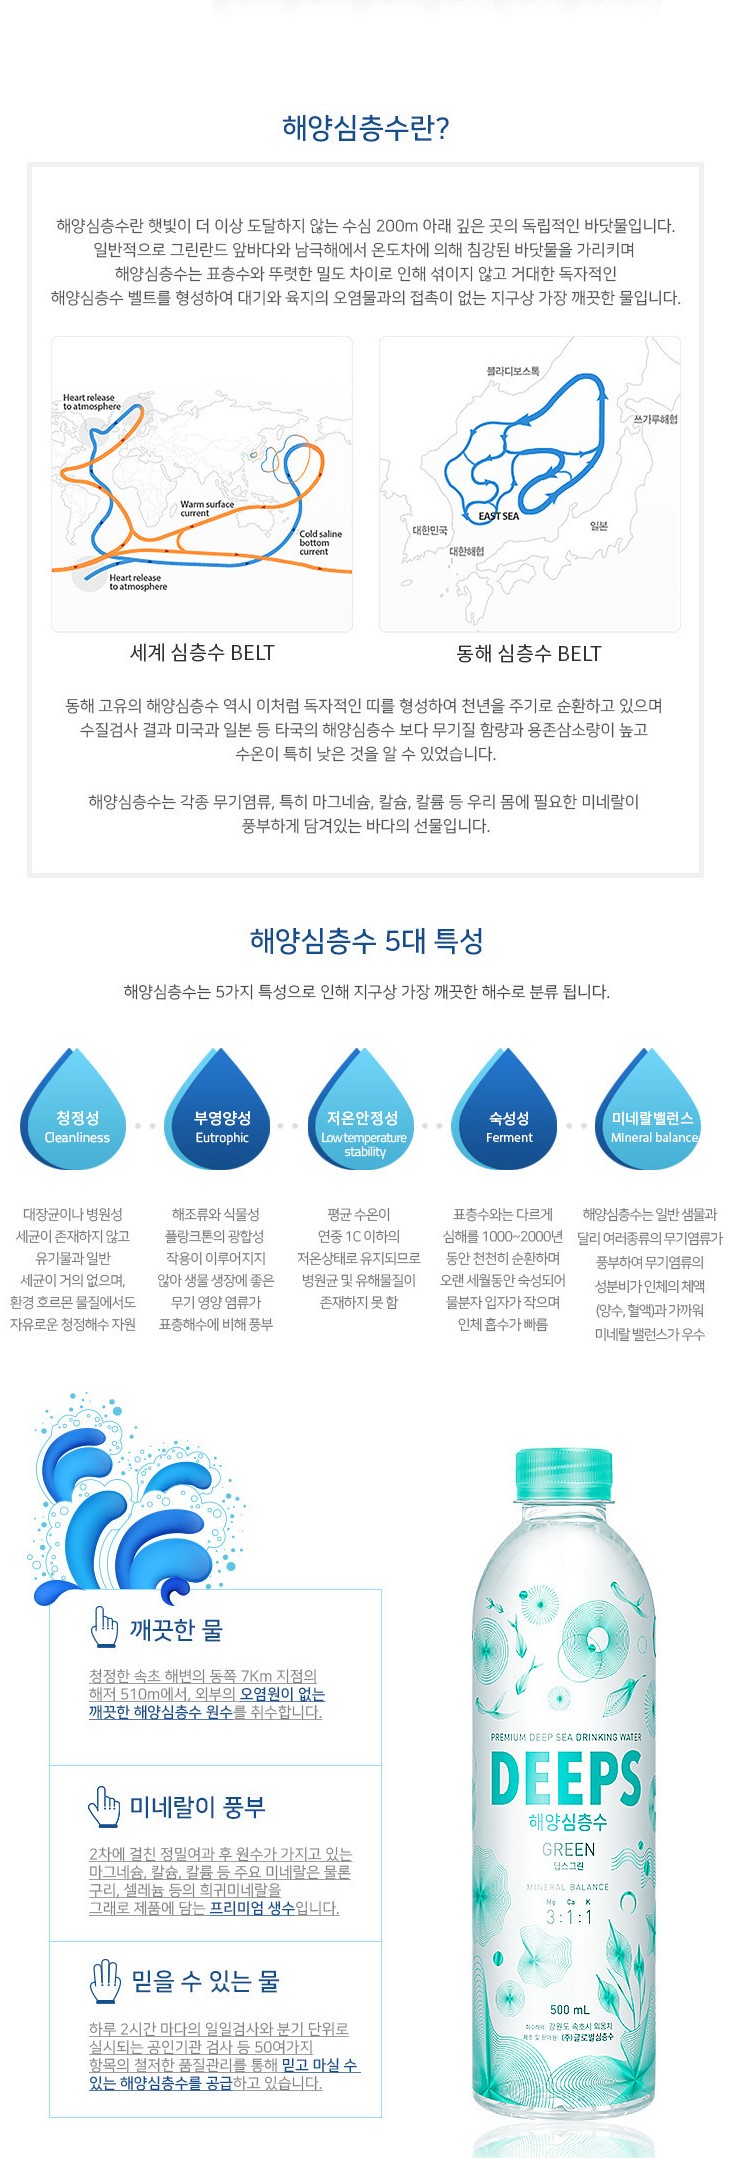 해양심층수란?
해양심층수란 햇빛이 더 이상 도달하지 않는 수심 200m 아래 깊은 곳의 독립적인 바닷물입니다.
일반적으로 그린란드 앞바다와 남극해에서 온도차에 의해 침강된 바닷물을 가리키며
해양심층수는 표층수와 뚜렷한 밀도 차이로 인해 섞이지 않고 거대한 독자적인
해양심층수 벨트를 형성하여 대기와 육지의 오염물과의 접촉이 없는 지구상 가장 깨끗한 물입니다.
Heart release
to atmosphere
Warm surface
current
Cold saline
bottom
current
Heart release
to atmosphere
블라디보스톡
쓰가루해협
EAST SEA
대한민국
일본
대한해협
세계 심층수 BELT
동해 심층수 BELT
동해 고유의 해양심층수 역시 이처럼 독자적인 띠를 형성하여 천년을 주기로 순환하고 있으며
수질검사 결과 미국과 일본 등 타국의 해양심층수 보다 무기질 함량과 용존삼소량이 높고
수온이 특히 낮은 것을 알 수 있었습니다.
해양심층수는 각종 무기염류, 특히 마그네슘, 칼슘, 칼륨 등 우리 몸에 필요한 미네랄이
풍부하게 담겨있는 바다의 선물입니다.
해양심층수 5대 특성
해양심층수는 5가지 특성으로 인해 지구상 가장 깨끗한 해수로 분류 됩니다.
청정성
Cleanliness
대장균이나 병원성
세균이 존재하지 않고
유기물과 일반
세균이 거의 없으며,
환경 호르몬 물질에서도
자유로운 청정해수 자원
부영양성
Eutrophic
해조류와 식물성
플랑크톤의 광합성
작용이 이루어지지
않아 생물 생장에 좋은
무기 영양 염류가
표층해수에 비해 풍부
저온안정성
Low temperature
stability
평균 수온이
연중 1C 이하의
저온상태로 유지되므로
병원균 및 유해물질이
존재하지 못 함
숙성성
Ferment
표층수와는 다르게
심해를 1000~2000년
동안 천천히 순환하며
오랜 세월동안 숙성되어
물분자 입자가 작으며
인체 흡수가 빠름
미네랄밸런스
Mineral balance
해양심층수는 일반 샘물과
달리 여러종류의 무기염류가
풍부하여 무기염류의
성분비가 인체의 체액
(양수, 혈액)과 가까워
미네랄 밸런스가 우수
깨끗한 물
청정한 속초 해변의 동쪽 7Km 지점의
해저 510m에서, 외부의 오염원이 없는
깨끗한 해양심층수 원수를 취수합니다.
미네랄이 풍부
2차에 걸친 정밀여과 후 원수가 가지고 있는
마그네슘, 칼슘, 칼륨 등 주요 미네랄은 물론
구리, 셀레늄 등의 희귀미네랄을
그래로 제품에 담는 프리미엄 생수입니다.
믿을 수 있는 물
하루 2시간 마다의 일일검사와 분기 단위로
실시되는 공인기관 검사 등 50여가지
항목의 철저한 품질관리를 통해 믿고 마실 수
있는 해양심층수를 공급하고 있습니다.
PREMIUM DEEP SEA DRINKING WATER
DEEPS
해양심층수
GREEN
딥스그린
MINERAL BALANCE
Mg Ca K
3:1:1
500 mL
취수해역: 강원도 속초시 외옹치
제조 및 판매원: (주)글로벌심층수